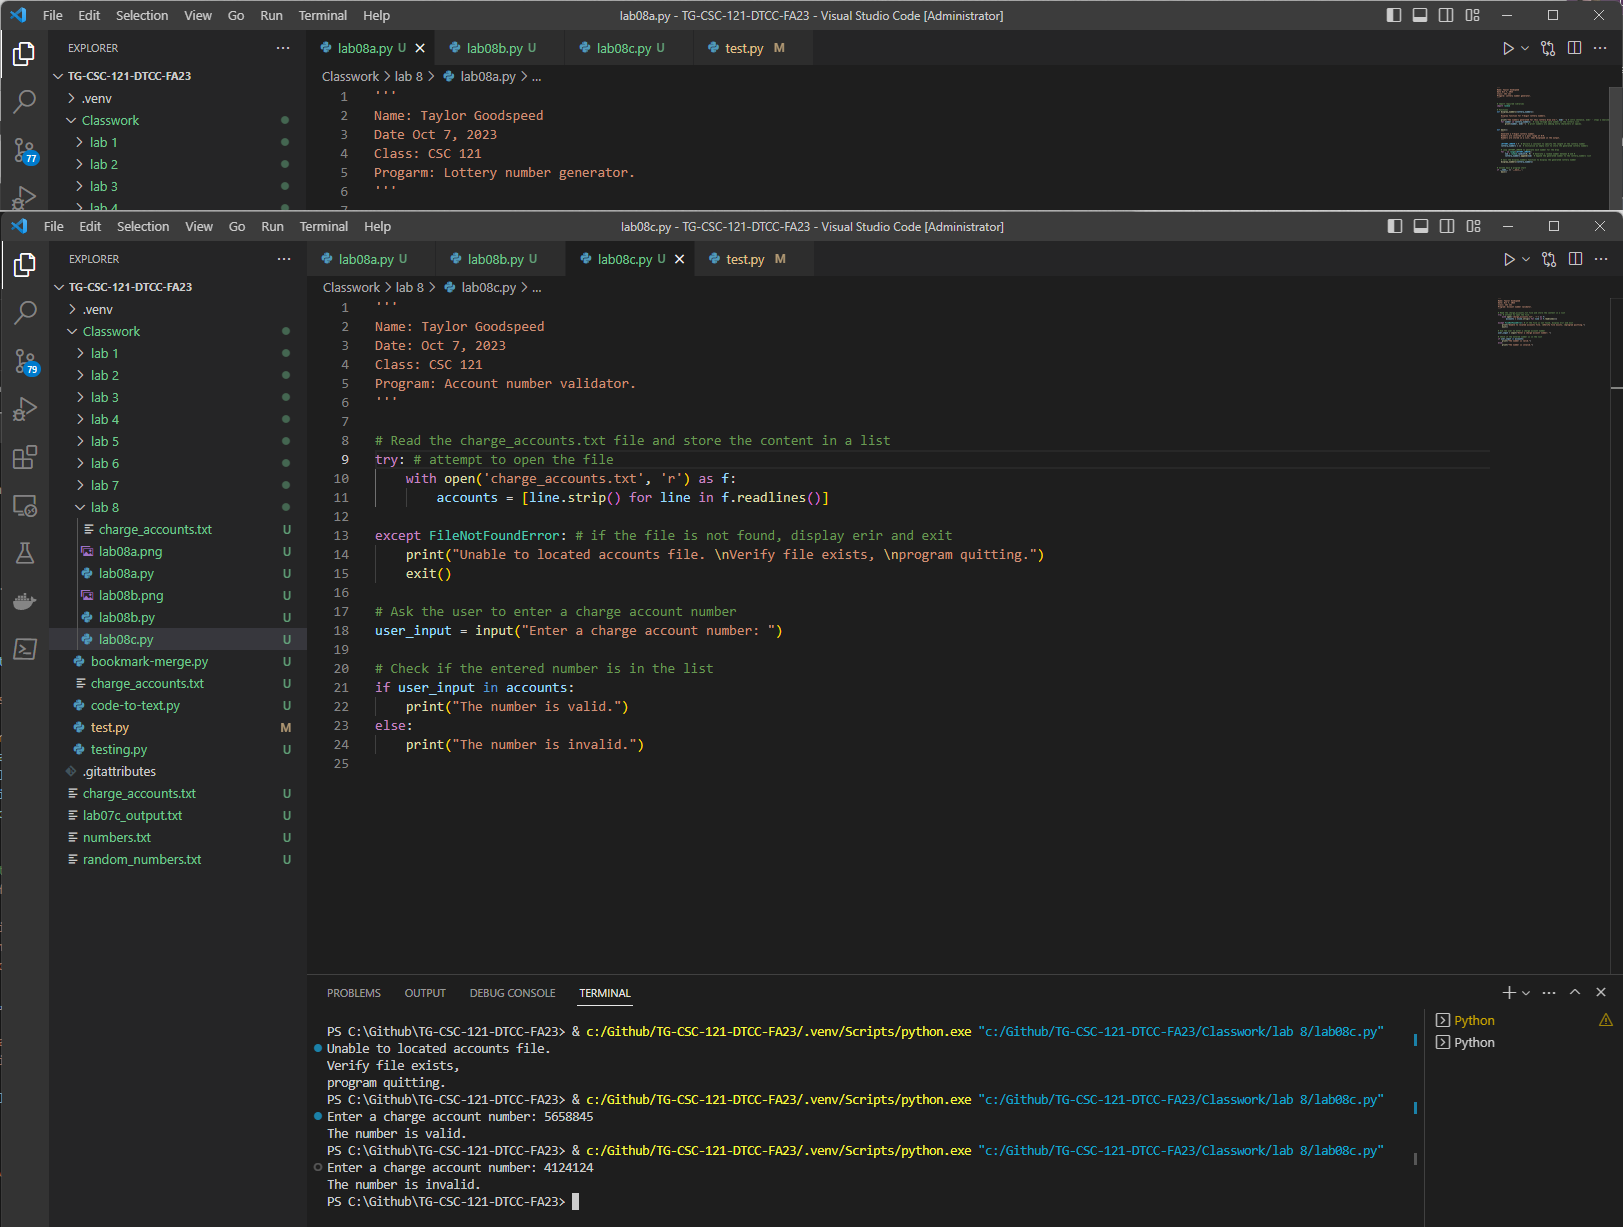 File Edit Selection View Go Run Terminal Help lab08a.py - TG-CSC-121-DTCC-FA23 - Visual Studio Code [Administrator]
EXPLORER ...
lab08a.py U lab08b.py U lab08c.py U test.py M
TG-CSC-121-DTCC-FA23
Classwork > lab 8 > lab08a.py > ...
.venv
Classwork
lab 1
lab 2
lab 3
lab 4
77
1 '''
2 Name: Taylor Goodspeed
3 Date Oct 7, 2023
4 Class: CSC 121
5 Progarm: Lottery number generator.
6 '''
7
File Edit Selection View Go Run Terminal Help lab08c.py - TG-CSC-121-DTCC-FA23 - Visual Studio Code [Administrator]
EXPLORER ...
lab08a.py U lab08b.py U lab08c.py U test.py M
TG-CSC-121-DTCC-FA23
Classwork > lab 8 > lab08c.py > ...
79
.venv
Classwork
lab 1
lab 2
lab 3
lab 4
lab 5
lab 6
lab 7
lab 8
charge_accounts.txt U
lab08a.png U
lab08a.py U
lab08b.png U
lab08b.py U
lab08c.py U
bookmark-merge.py U
charge_accounts.txt U
code-to-text.py U
test.py M
testing.py U
.gitattributes
charge_accounts.txt U
lab07c_output.txt U
numbers.txt U
random_numbers.txt U
1 '''
2 Name: Taylor Goodspeed
3 Date: Oct 7, 2023
4 Class: CSC 121
5 Program: Account number validator.
6 '''
7
8 # Read the charge_accounts.txt file and store the content in a list
9 try: # attempt to open the file
10 with open('charge_accounts.txt', 'r') as f:
11 accounts = [line.strip() for line in f.readlines()]
12
13 except FileNotFoundError: # if the file is not found, display erir and exit
14 print("Unable to located accounts file. \nVerify file exists, \nprogram quitting.")
15 exit()
16
17 # Ask the user to enter a charge account number
18 user_input = input("Enter a charge account number: ")
19
20 # Check if the entered number is in the list
21 if user_input in accounts:
22 print("The number is valid.")
23 else:
24 print("The number is invalid.")
25
PROBLEMS OUTPUT DEBUG CONSOLE TERMINAL
PS C:\Github\TG-CSC-121-DTCC-FA23> & c:/Github/TG-CSC-121-DTCC-FA23/.venv/Scripts/python.exe "c:/Github/TG-CSC-121-DTCC-FA23/Classwork/lab 8/lab08c.py"
Unable to located accounts file.
Verify file exists,
program quitting.
PS C:\Github\TG-CSC-121-DTCC-FA23> & c:/Github/TG-CSC-121-DTCC-FA23/.venv/Scripts/python.exe "c:/Github/TG-CSC-121-DTCC-FA23/Classwork/lab 8/lab08c.py"
Enter a charge account number: 5658845
The number is valid.
PS C:\Github\TG-CSC-121-DTCC-FA23> & c:/Github/TG-CSC-121-DTCC-FA23/.venv/Scripts/python.exe "c:/Github/TG-CSC-121-DTCC-FA23/Classwork/lab 8/lab08c.py"
Enter a charge account number: 4124124
The number is invalid.
PS C:\Github\TG-CSC-121-DTCC-FA23>
Python
Python